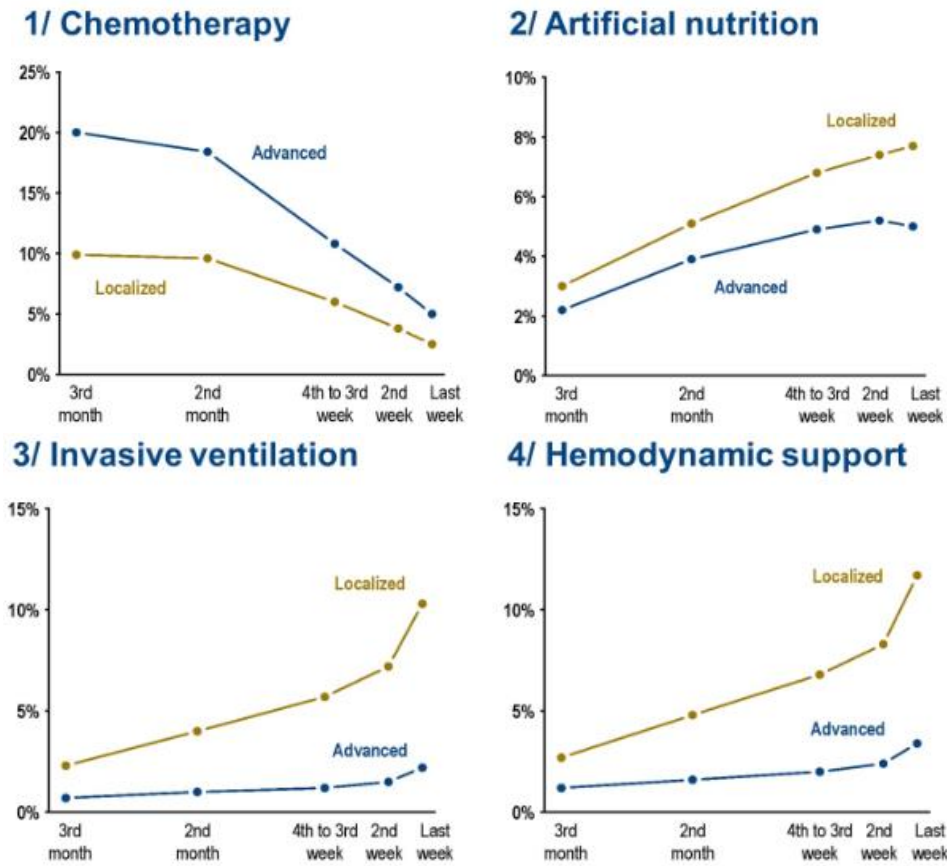 1/ Chemotherapy
25%
20%
15%
10%
5%
0%
Advanced
Localized
3rd month
2nd month
4th to 3rd week
2nd week
Last week
2/ Artificial nutrition
10%
8%
6%
4%
2%
0%
Localized
Advanced
3rd month
2nd month
4th to 3rd week
2nd week
Last week
3/ Invasive ventilation
15%
10%
5%
0%
Localized
Advanced
3rd month
2nd month
4th to 3rd week
2nd week
Last week
4/ Hemodynamic support
15%
10%
5%
0%
Localized
Advanced
3rd month
2nd month
4th to 3rd week
2nd week
Last week